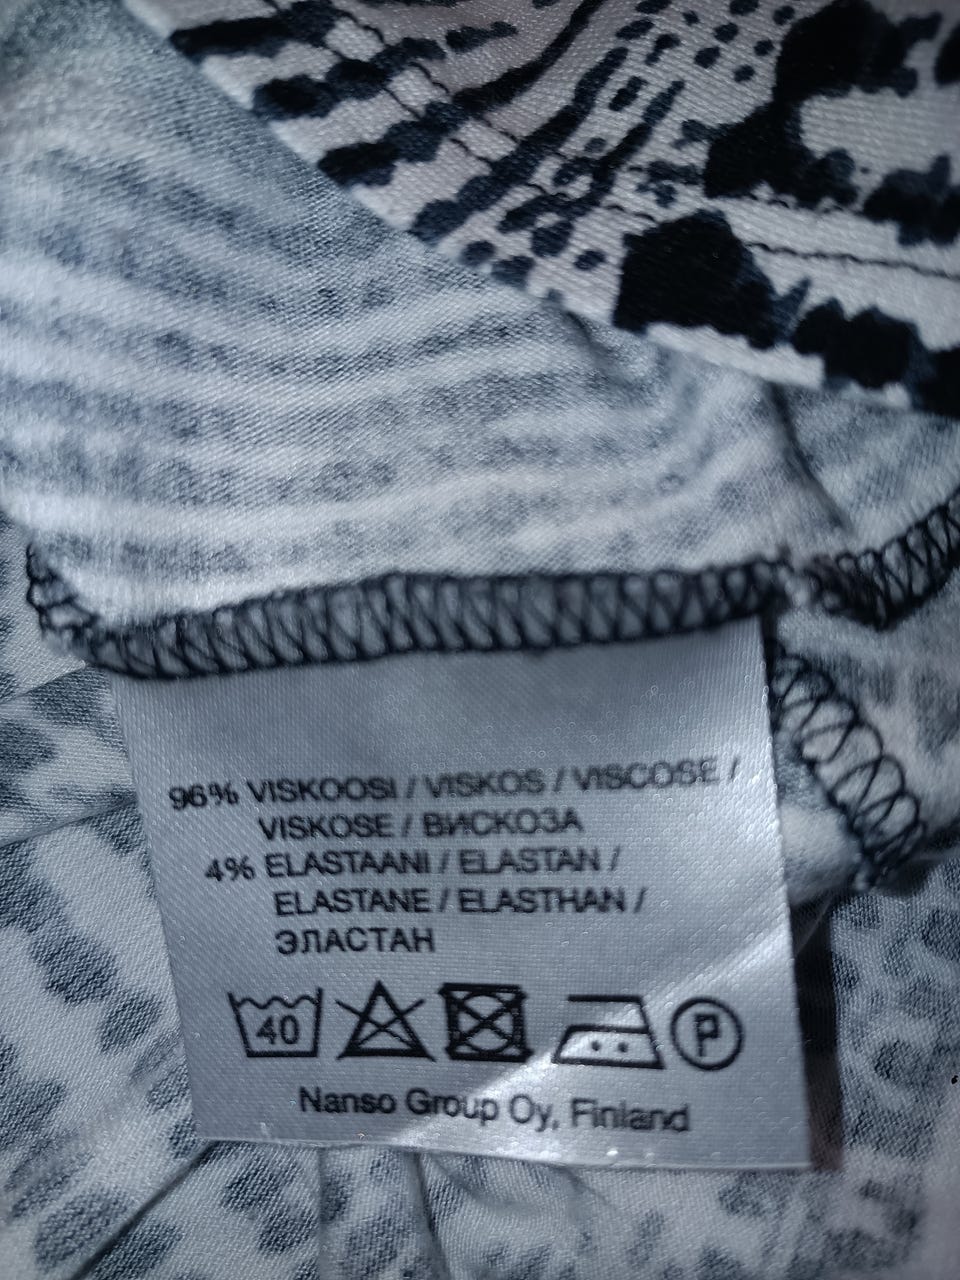 96% VISKOOSI / VISKOS / VISCOSE /
VISKOSE / ВИСКОЗА
4% ELASTAANI / ELASTAN /
ELASTANE / ELASTHAN /
ЭЛАСТАН
40 P
Nanso Group Oy, Finland